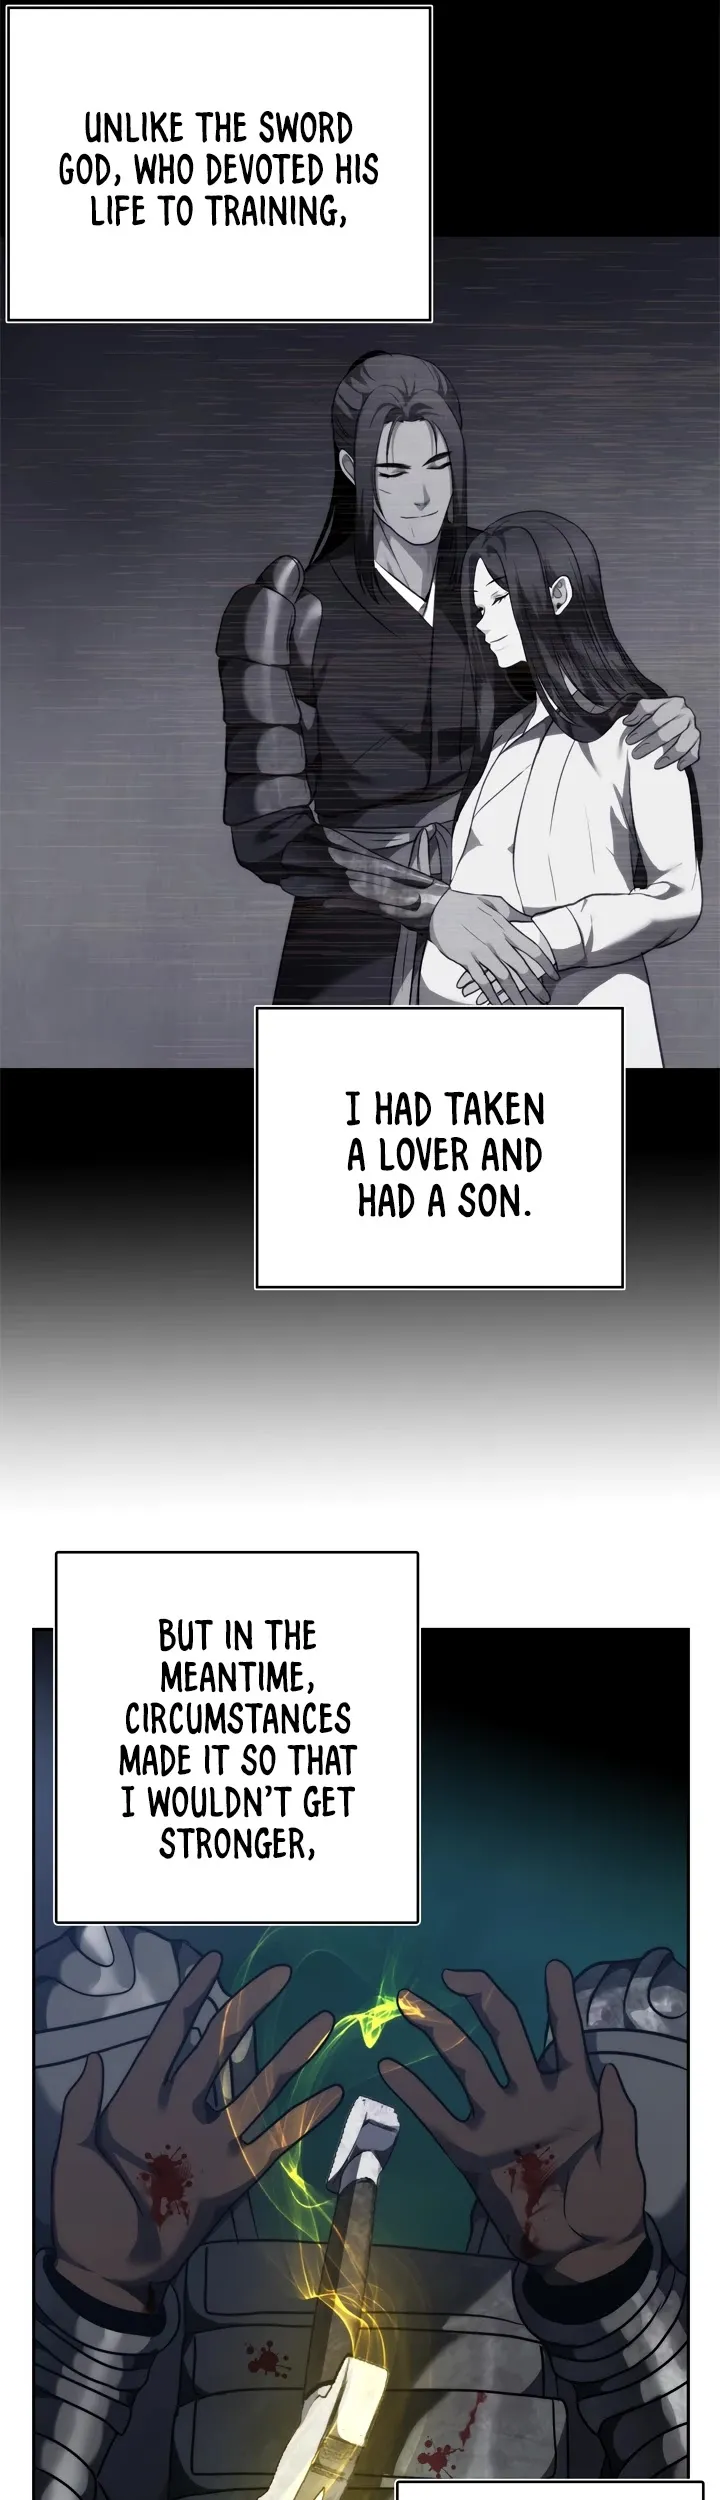 UNLIKE THE SWORD
GOD, WHO DEVOTED HIS
LIFE TO TRAINING,
I HAD TAKEN
A LOVER AND
HAD A SON.
BUT IN THE
MEANTIME,
CIRCUMSTANCES
MADE IT SO THAT
I WOULDN'T GET
STRONGER,